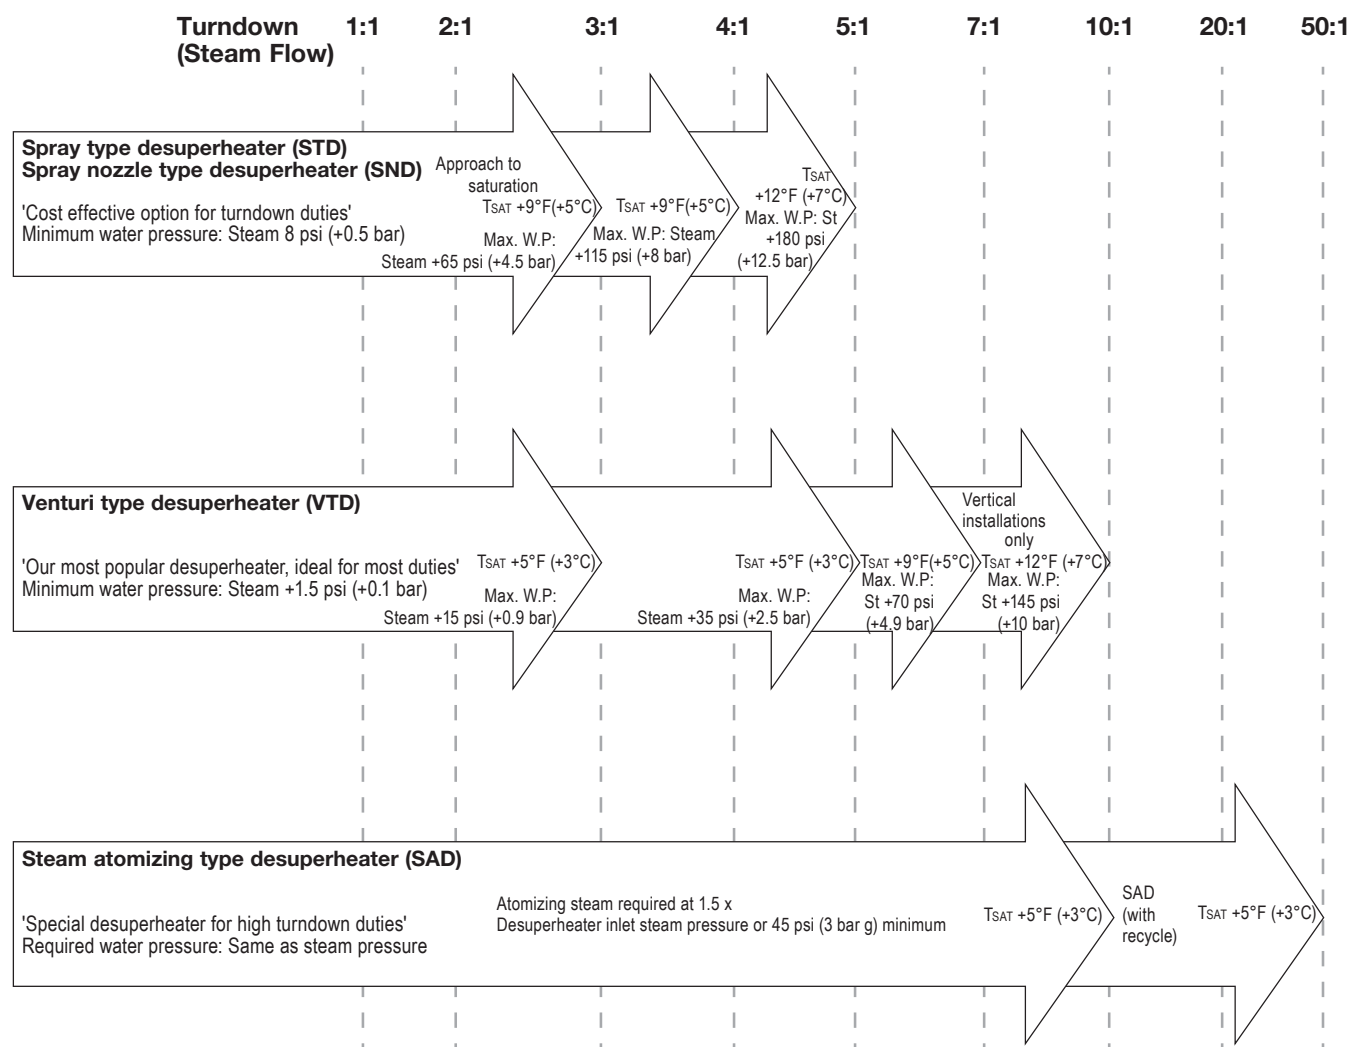 Turndown 1:1 2:1 3:1 4:1 5:1 7:1 10:1 20:1 50:1
(Steam Flow)
Spray type desuperheater (STD)
Spray nozzle type desuperheater (SND)
'Cost effective option for turndown duties'
Minimum water pressure: Steam 8 psi (+0.5 bar)
Approach to
saturation
TSAT +9°F(+5°C)
Max. W.P:
Steam +65 psi (+4.5 bar)
TSAT +9°F(+5°C)
Max. W.P: Steam
+115 psi (+8 bar)
TSAT
+12°F (+7°C)
Max. W.P: St
+180 psi
(+12.5 bar)
Venturi type desuperheater (VTD)
'Our most popular desuperheater, ideal for most duties'
Minimum water pressure: Steam +1.5 psi (+0.1 bar)
TSAT +5°F (+3°C)
Max. W.P:
Steam +15 psi (+0.9 bar)
TSAT +5°F (+3°C)
Max. W.P:
Steam +35 psi (+2.5 bar)
TSAT +9°F(+5°C)
Max. W.P:
St +70 psi
(+4.9 bar)
Vertical
installations
only
TSAT +12°F (+7°C)
Max. W.P:
St +145 psi
(+10 bar)
Steam atomizing type desuperheater (SAD)
'Special desuperheater for high turndown duties'
Required water pressure: Same as steam pressure
Atomizing steam required at 1.5 x
Desuperheater inlet steam pressure or 45 psi (3 bar g) minimum
TSAT +5°F (+3°C)
SAD
(with
recycle)
TSAT +5°F (+3°C)